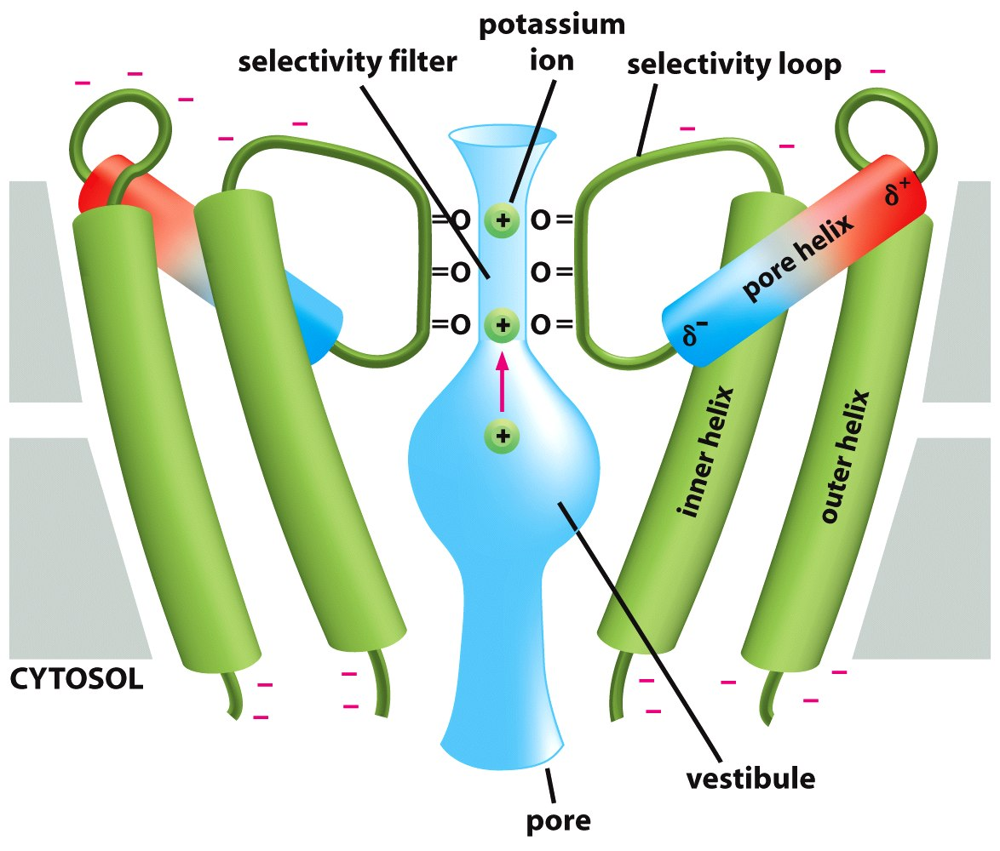 potassium
ion
selectivity filter
selectivity loop
δ+
pore helix
δ-
=O + O=
=O O=
=O + O=
+
inner helix
outer helix
CYTOSOL
vestibule
pore